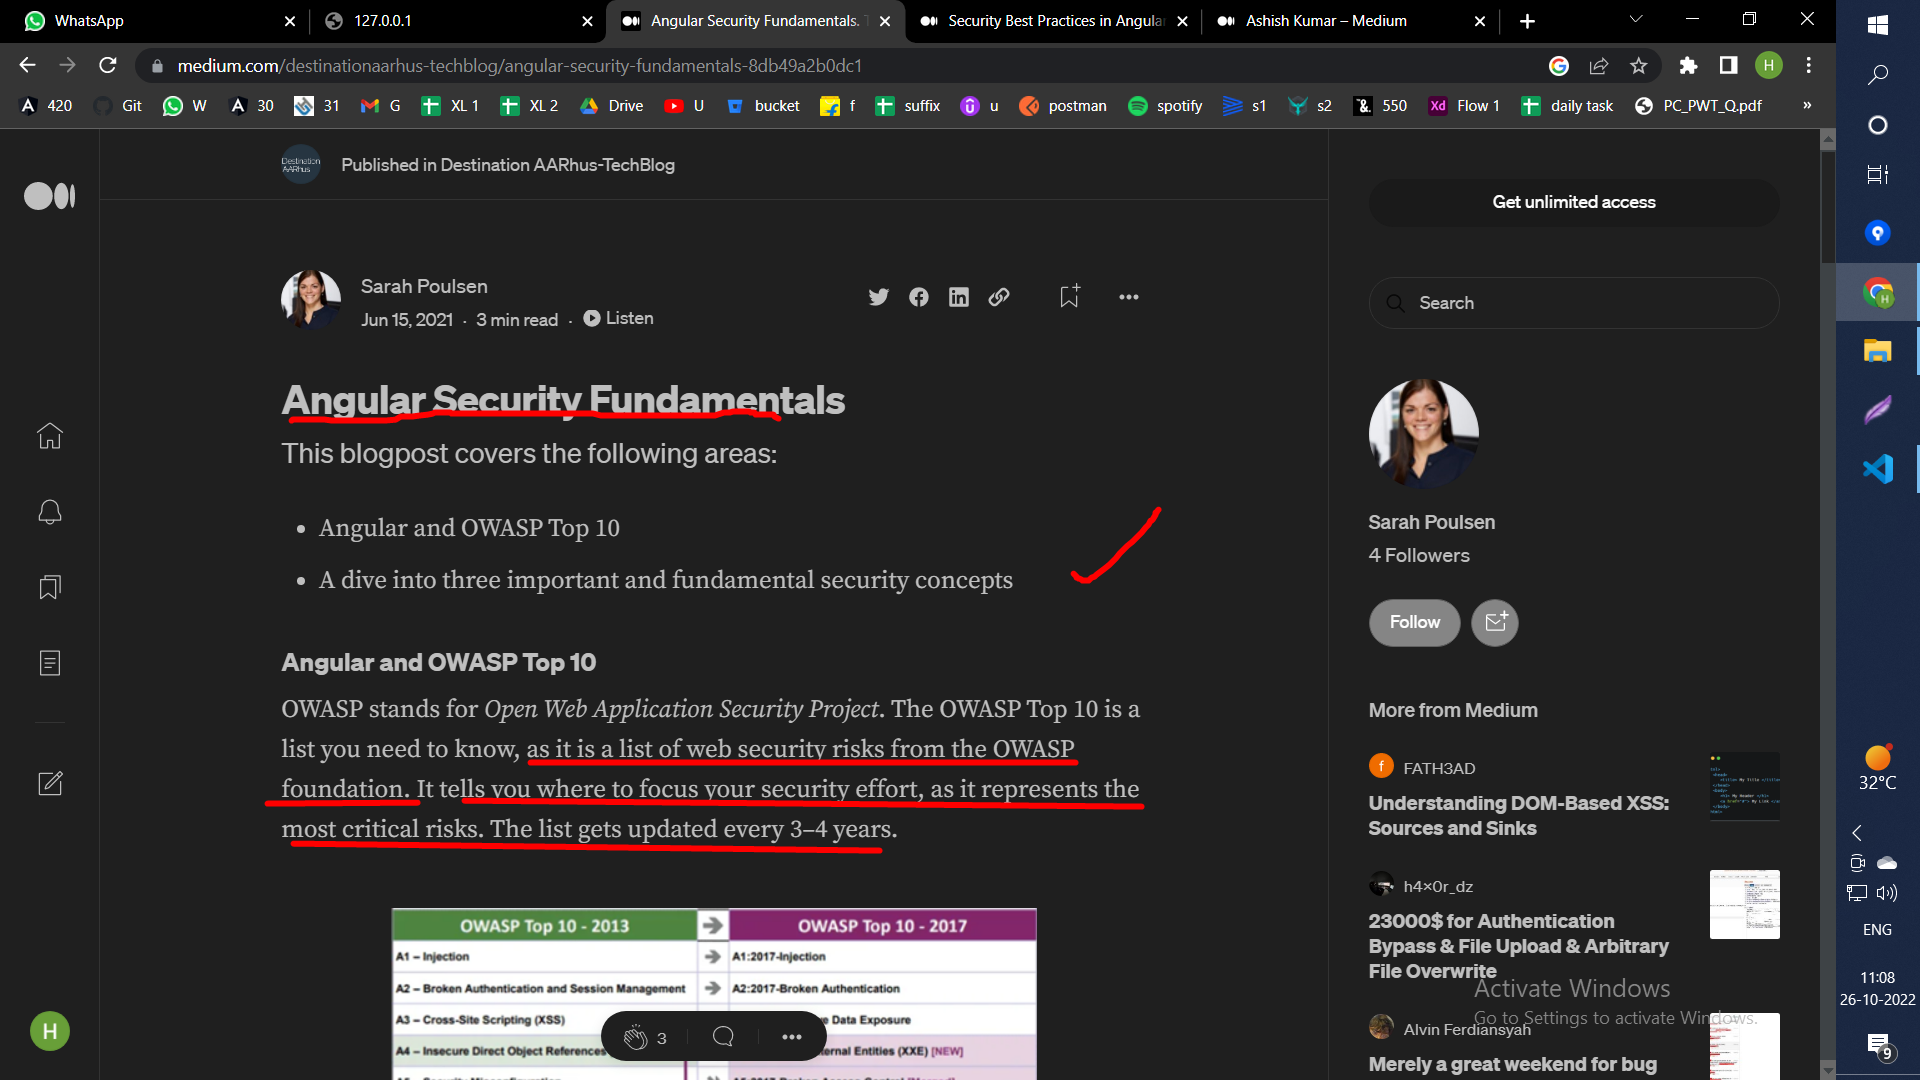 WhatsApp
127.0.0.1
Angular Security Fundamentals.
Security Best Practices in Angular
Ashish Kumar – Medium
medium.com/destinationaarhus-techblog/angular-security-fundamentals-8db49a2b0dc1
H
420 Git W 30 31 G XL 1 XL 2 Drive U bucket f suffix u postman spotify s1 s2 550 Flow 1 daily task PC_PWT_Q.pdf »
Destination AARhus
Published in Destination AARhus-TechBlog
Sarah Poulsen
Jun 15, 2021 · 3 min read · Listen
Angular Security Fundamentals
This blogpost covers the following areas:
• Angular and OWASP Top 10
• A dive into three important and fundamental security concepts
Angular and OWASP Top 10
OWASP stands for Open Web Application Security Project. The OWASP Top 10 is a
list you need to know, as it is a list of web security risks from the OWASP
foundation. It tells you where to focus your security effort, as it represents the
most critical risks. The list gets updated every 3–4 years.
OWASP Top 10 - 2013 OWASP Top 10 - 2017
A1 – Injection A1:2017-Injection
A2 – Broken Authentication and Session Management A2:2017-Broken Authentication
A3 – Cross-Site Scripting (XSS) Data Exposure
A4 – Insecure Direct Object References Entities (XXE) [NEW]
3
H
Get unlimited access
Search
Sarah Poulsen
4 Followers
Follow
More from Medium
f FATH3AD
Understanding DOM-Based XSS:
Sources and Sinks
h4x0r_dz
23000$ for Authentication
Bypass & File Upload & Arbitrary
File Overwrite
Alvin Ferdiansyah
Merely a great weekend for bug
Activate Windows
Go to Settings to activate Windows.
32°C
ENG
11:08
26-10-2022
9